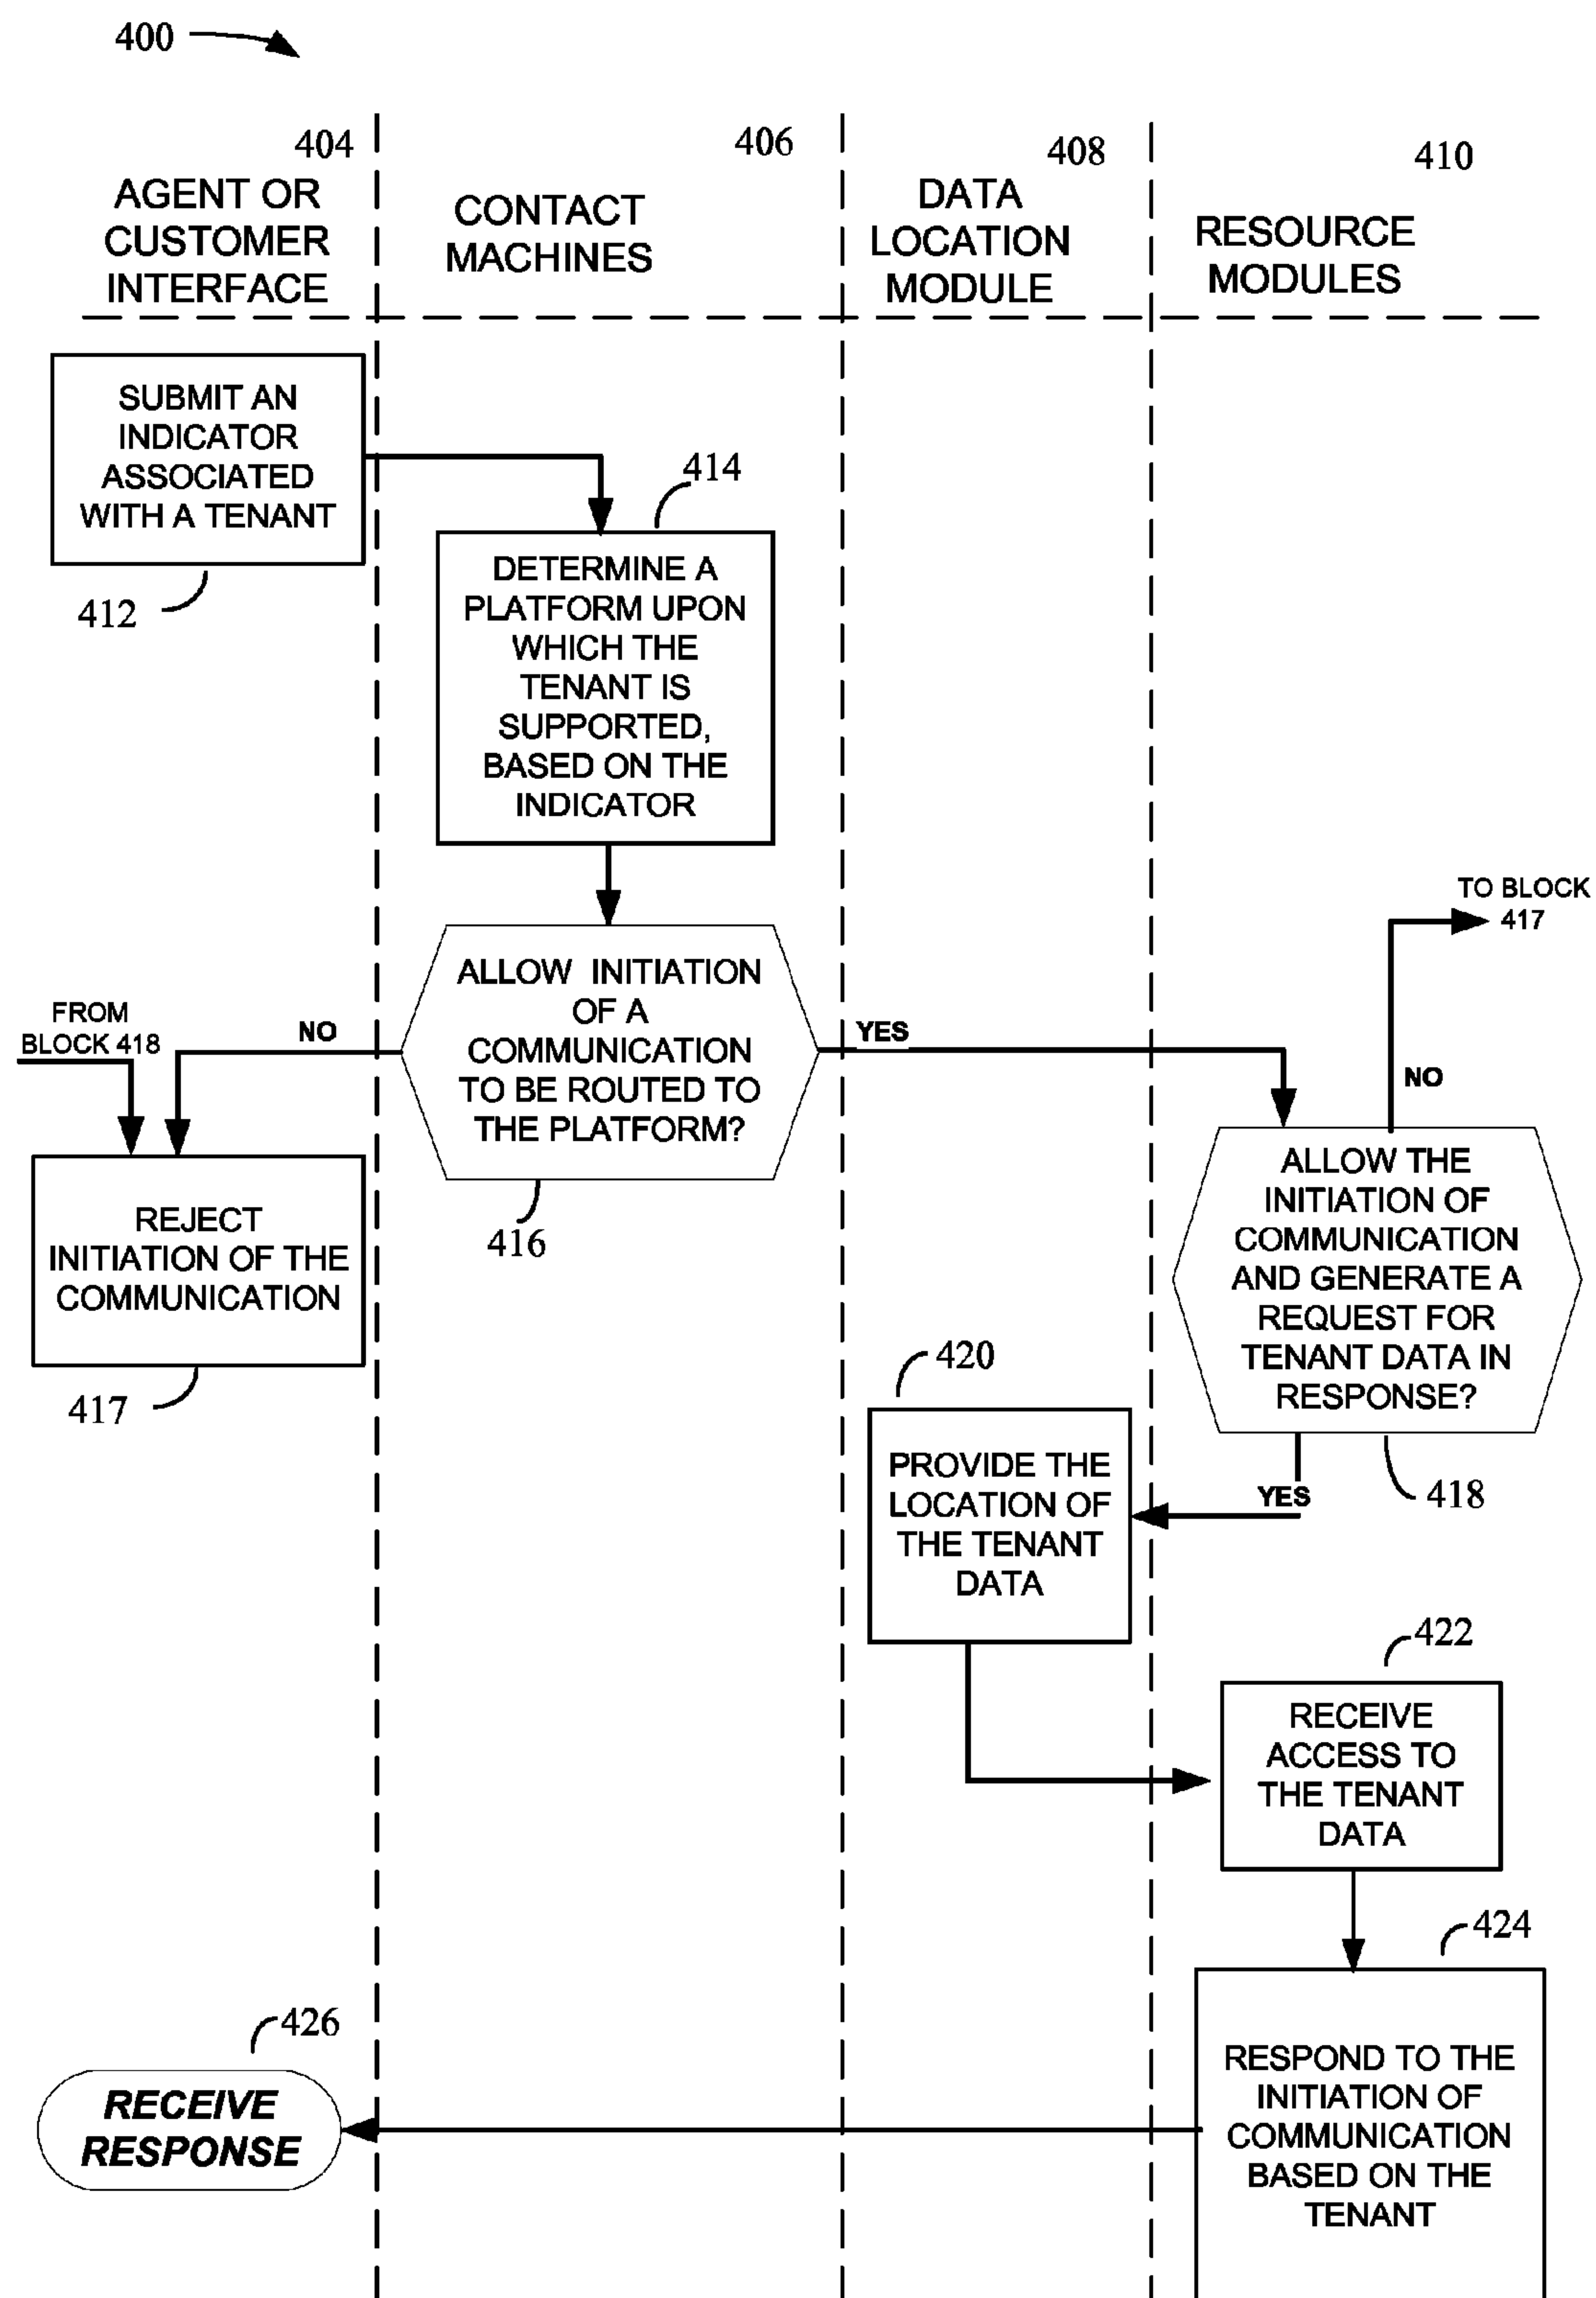 400
404
AGENT OR
CUSTOMER
INTERFACE
406
CONTACT
MACHINES
408
DATA
LOCATION
MODULE
410
RESOURCE
MODULES
SUBMIT AN
INDICATOR
ASSOCIATED
WITH A TENANT
412
414
DETERMINE A
PLATFORM UPON
WHICH THE
TENANT IS
SUPPORTED,
BASED ON THE
INDICATOR
TO BLOCK
417
ALLOW INITIATION
OF A
COMMUNICATION
TO BE ROUTED TO
THE PLATFORM?
416
FROM
BLOCK 418
NO
YES
NO
REJECT
INITIATION OF THE
COMMUNICATION
417
ALLOW THE
INITIATION OF
COMMUNICATION
AND GENERATE A
REQUEST FOR
TENANT DATA IN
RESPONSE?
418
YES
420
PROVIDE THE
LOCATION OF
THE TENANT
DATA
422
RECEIVE
ACCESS TO
THE TENANT
DATA
424
RESPOND TO THE
INITIATION OF
COMMUNICATION
BASED ON THE
TENANT
426
RECEIVE
RESPONSE